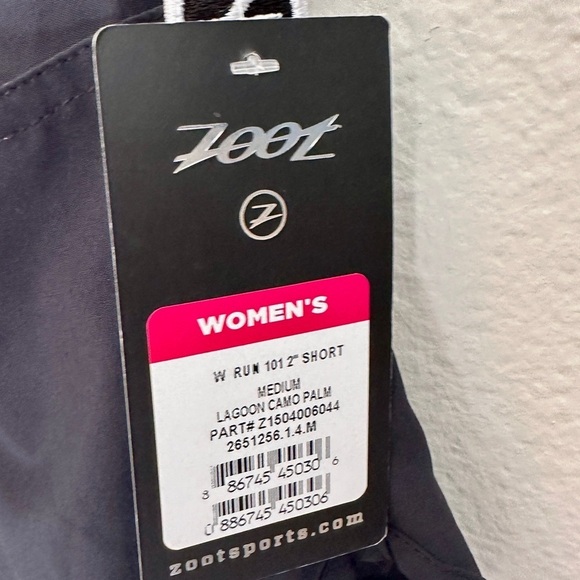 ZOOT
Z
WOMEN'S
W RUN 101 2" SHORT
MEDIUM
LAGOON CAMO PALM
PART# Z1504006044
2651256.1.4.M
8 86745 45030 6
0 886745 450306
zootsports.com